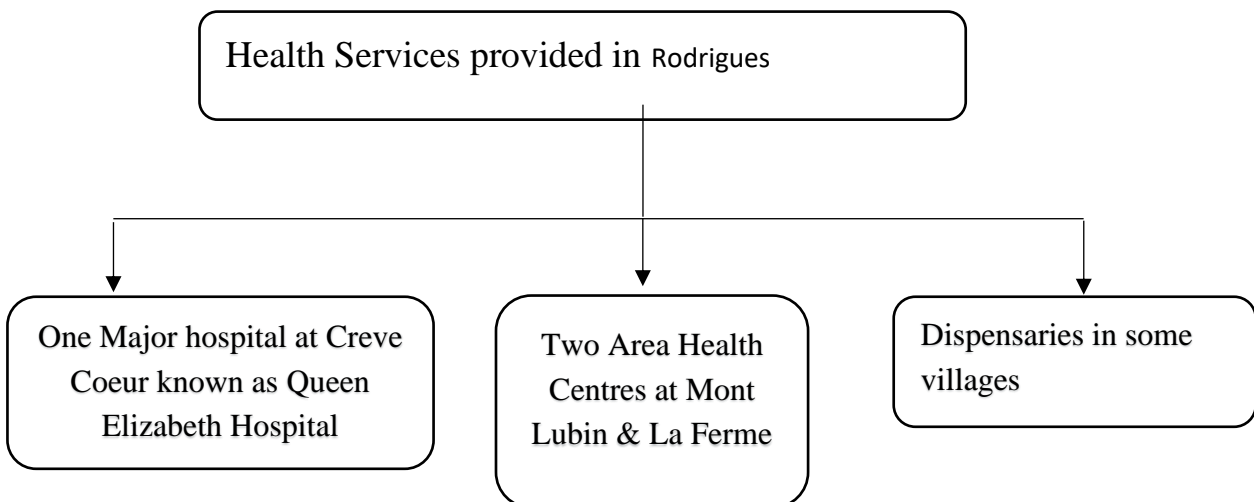 Health Services provided in Rodrigues
One Major hospital at Creve
Coeur known as Queen
Elizabeth Hospital
Two Area Health
Centres at Mont
Lubin & La Ferme
Dispensaries in some
villages